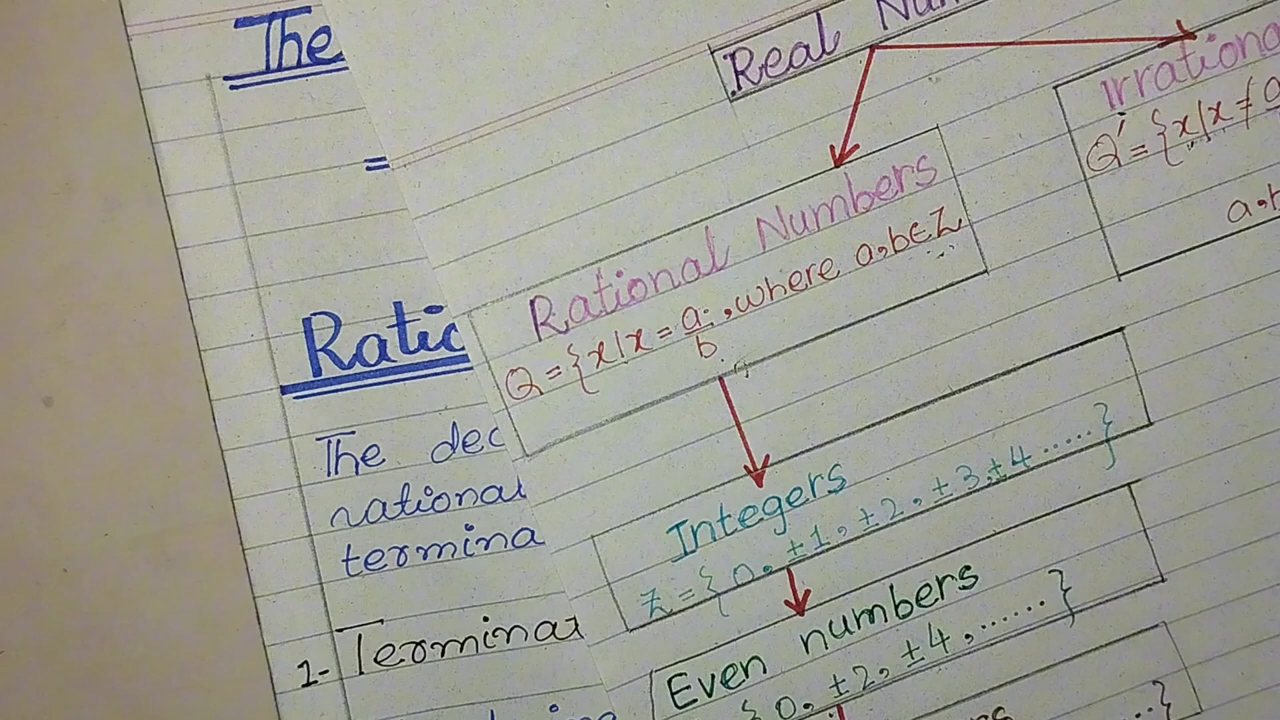 The
=
Ratio
The dec
rational
termina
1- Terminat
Real Num
Rational Numbers
Q = {x|x = a/b, where a,b∈Z
Irrationa
Q' = {x|x ≠ a
a,b
Integers
Z = {0, ±1, ±2, ±3, ±4 .....}
Even numbers
{0, ±2, ±4, ......}
..}